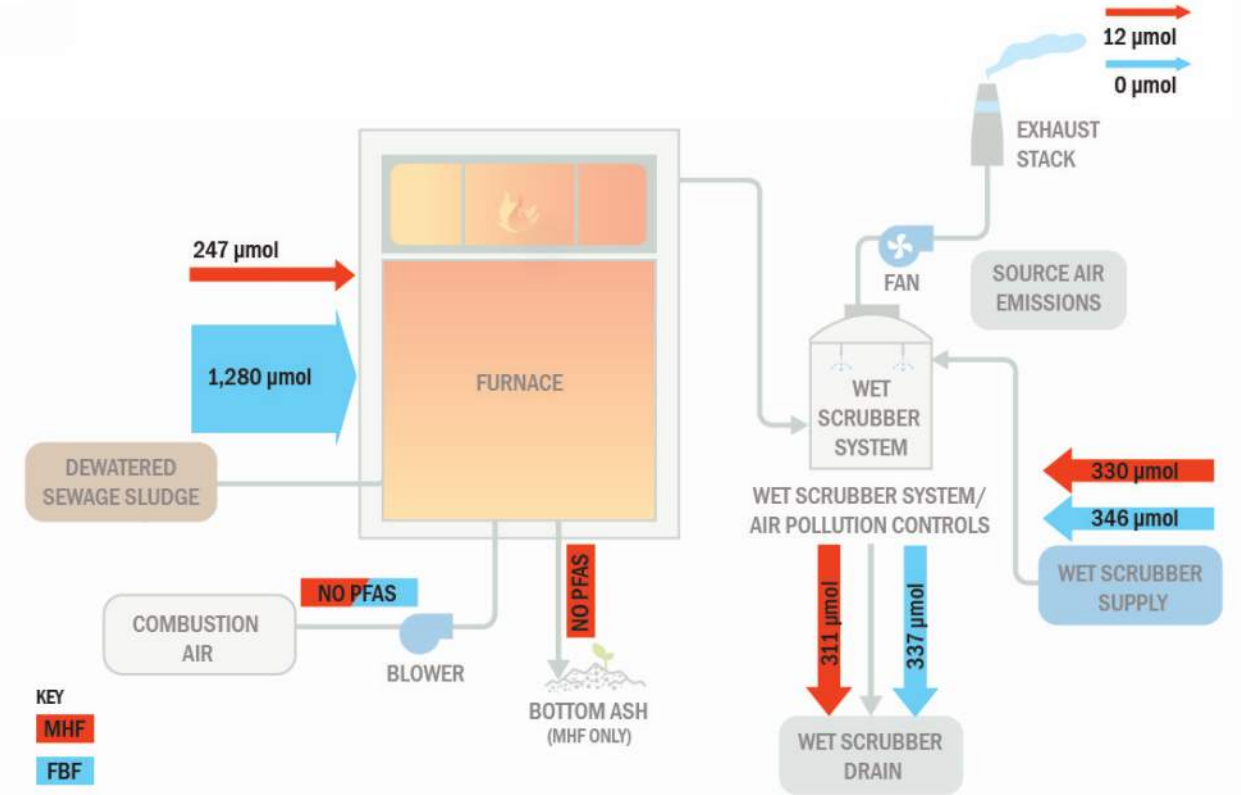 12 µmol
0 µmol
EXHAUST
STACK
247 µmol
FAN
SOURCE AIR
EMISSIONS
1,280 µmol
FURNACE
WET
SCRUBBER
SYSTEM
DEWATERED
SEWAGE SLUDGE
WET SCRUBBER SYSTEM/
AIR POLLUTION CONTROLS
330 µmol
346 µmol
WET SCRUBBER
SUPPLY
NO PFAS
NO PFAS
311 µmol
337 µmol
COMBUSTION
AIR
BLOWER
BOTTOM ASH
(MHF ONLY)
WET SCRUBBER
DRAIN
KEY
MHF
FBF